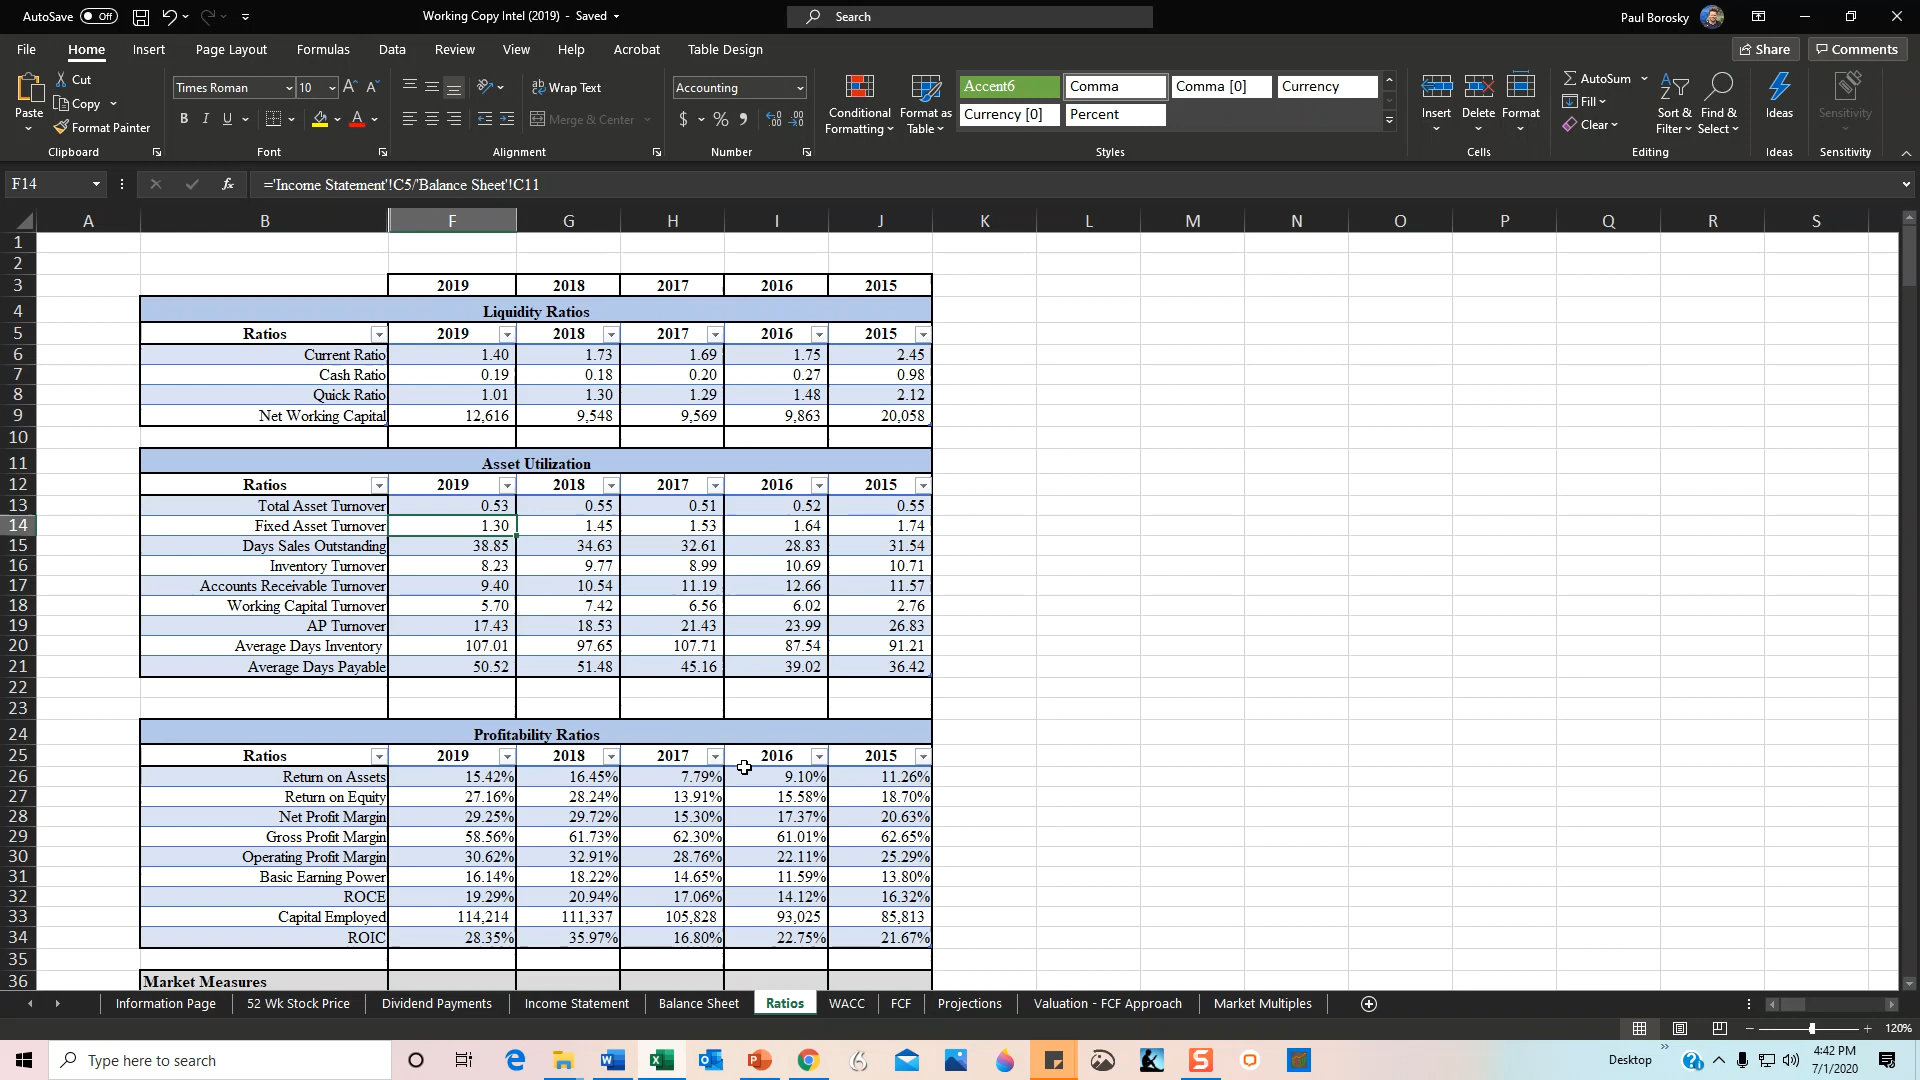 AutoSave Off Working Copy Intel (2019) - Saved Search Paul Borosky
File Home Insert Page Layout Formulas Data Review View Help Acrobat Table Design Share Comments
Paste Cut Copy Format Painter Clipboard
Times Roman 10 A A B I U A Font
Wrap Text Merge & Center Alignment
Accounting $ % Number
Conditional Formatting Format as Table Accent6 Comma Comma [0] Currency Currency [0] Percent Styles
Insert Delete Format Cells
AutoSum Fill Clear Sort & Filter Find & Select Editing
Ideas Ideas Sensitivity Sensitivity
F14 fx ='Income Statement'!C5/'Balance Sheet'!C11
A B F G H I J K L M N O P Q R S
1
2
3 2019 2018 2017 2016 2015
4 Liquidity Ratios
5 Ratios 2019 2018 2017 2016 2015
6 Current Ratio 1.40 1.73 1.69 1.75 2.45
7 Cash Ratio 0.19 0.18 0.20 0.27 0.98
8 Quick Ratio 1.01 1.30 1.29 1.48 2.12
9 Net Working Capital 12,616 9,548 9,569 9,863 20,058
10
11 Asset Utilization
12 Ratios 2019 2018 2017 2016 2015
13 Total Asset Turnover 0.53 0.55 0.51 0.52 0.55
14 Fixed Asset Turnover 1.30 1.45 1.53 1.64 1.74
15 Days Sales Outstanding 38.85 34.63 32.61 28.83 31.54
16 Inventory Turnover 8.23 9.77 8.99 10.69 10.71
17 Accounts Receivable Turnover 9.40 10.54 11.19 12.66 11.57
18 Working Capital Turnover 5.70 7.42 6.56 6.02 2.76
19 AP Turnover 17.43 18.53 21.43 23.99 26.83
20 Average Days Inventory 107.01 97.65 107.71 87.54 91.21
21 Average Days Payable 50.52 51.48 45.16 39.02 36.42
22
23
24 Profitability Ratios
25 Ratios 2019 2018 2017 2016 2015
26 Return on Assets 15.42% 16.45% 7.79% 9.10% 11.26%
27 Return on Equity 27.16% 28.24% 13.91% 15.58% 18.70%
28 Net Profit Margin 29.25% 29.72% 15.30% 17.37% 20.63%
29 Gross Profit Margin 58.56% 61.73% 62.30% 61.01% 62.65%
30 Operating Profit Margin 30.62% 32.91% 28.76% 22.11% 25.29%
31 Basic Earning Power 16.14% 18.22% 14.65% 11.59% 13.80%
32 ROCE 19.29% 20.94% 17.06% 14.12% 16.32%
33 Capital Employed 114,214 111,337 105,828 93,025 85,813
34 ROIC 28.35% 35.97% 16.80% 22.75% 21.67%
35
36 Market Measures
Information Page 52 Wk Stock Price Dividend Payments Income Statement Balance Sheet Ratios WACC FCF Projections Valuation - FCF Approach Market Multiples
120%
Type here to search Desktop 4:42 PM
7/1/2020